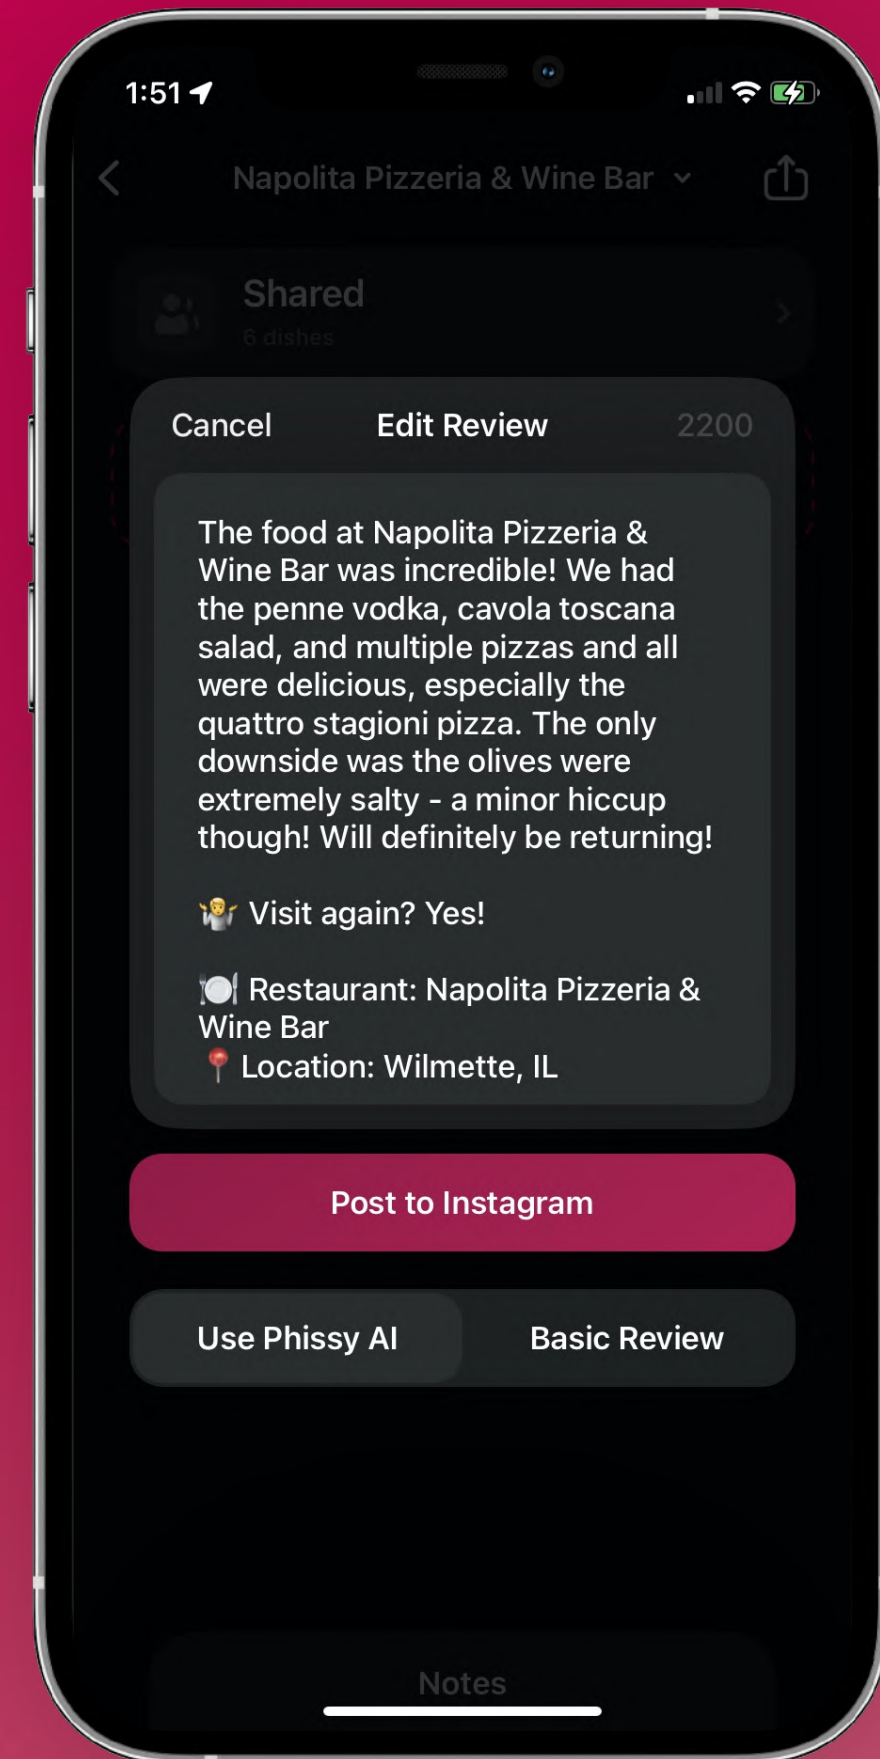 1:51
Napolita Pizzeria & Wine Bar
Shared
6 dishes
Cancel
Edit Review
2200
The food at Napolita Pizzeria &
Wine Bar was incredible! We had
the penne vodka, cavola toscana
salad, and multiple pizzas and all
were delicious, especially the
quattro stagioni pizza. The only
downside was the olives were
extremely salty - a minor hiccup
though! Will definitely be returning!
🤷 Visit again? Yes!
🍽️ Restaurant: Napolita Pizzeria &
Wine Bar
📍 Location: Wilmette, IL
Post to Instagram
Use Phissy AI
Basic Review
Notes